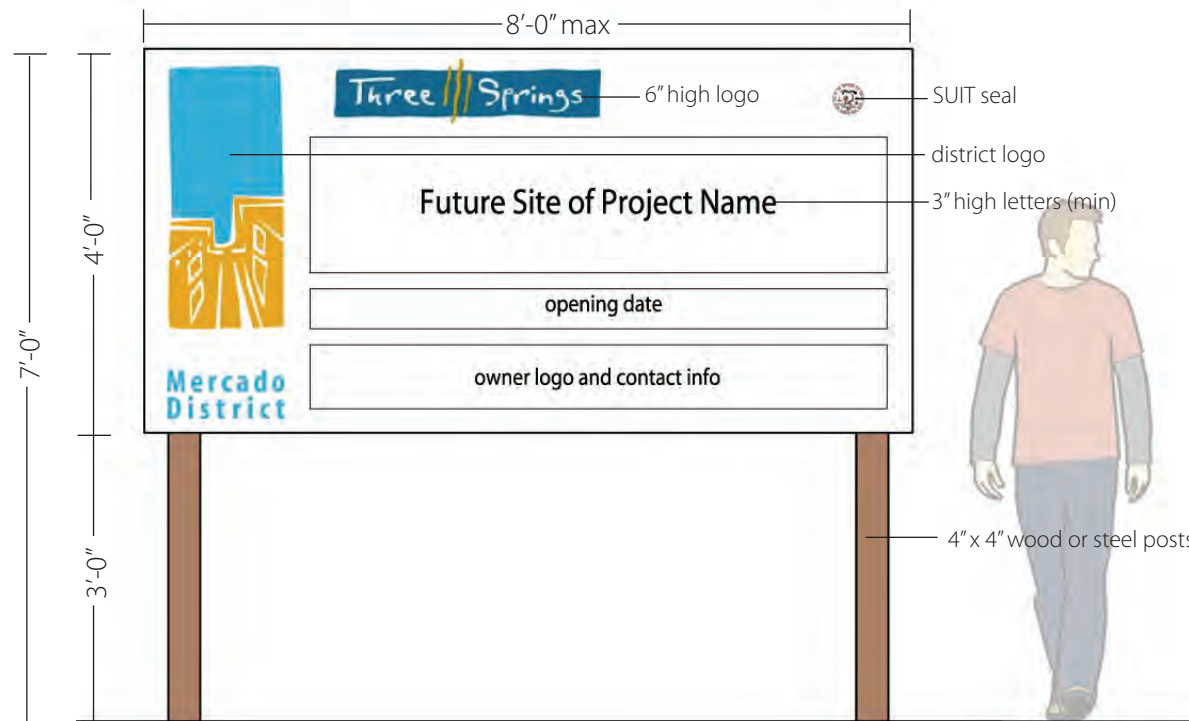 8'-0" max
Three Springs
6" high logo
SUIT seal
district logo
Future Site of Project Name
3" high letters (min)
4'-0"
7'-0"
opening date
owner logo and contact info
Mercado
District
3'-0"
4" x 4" wood or steel posts